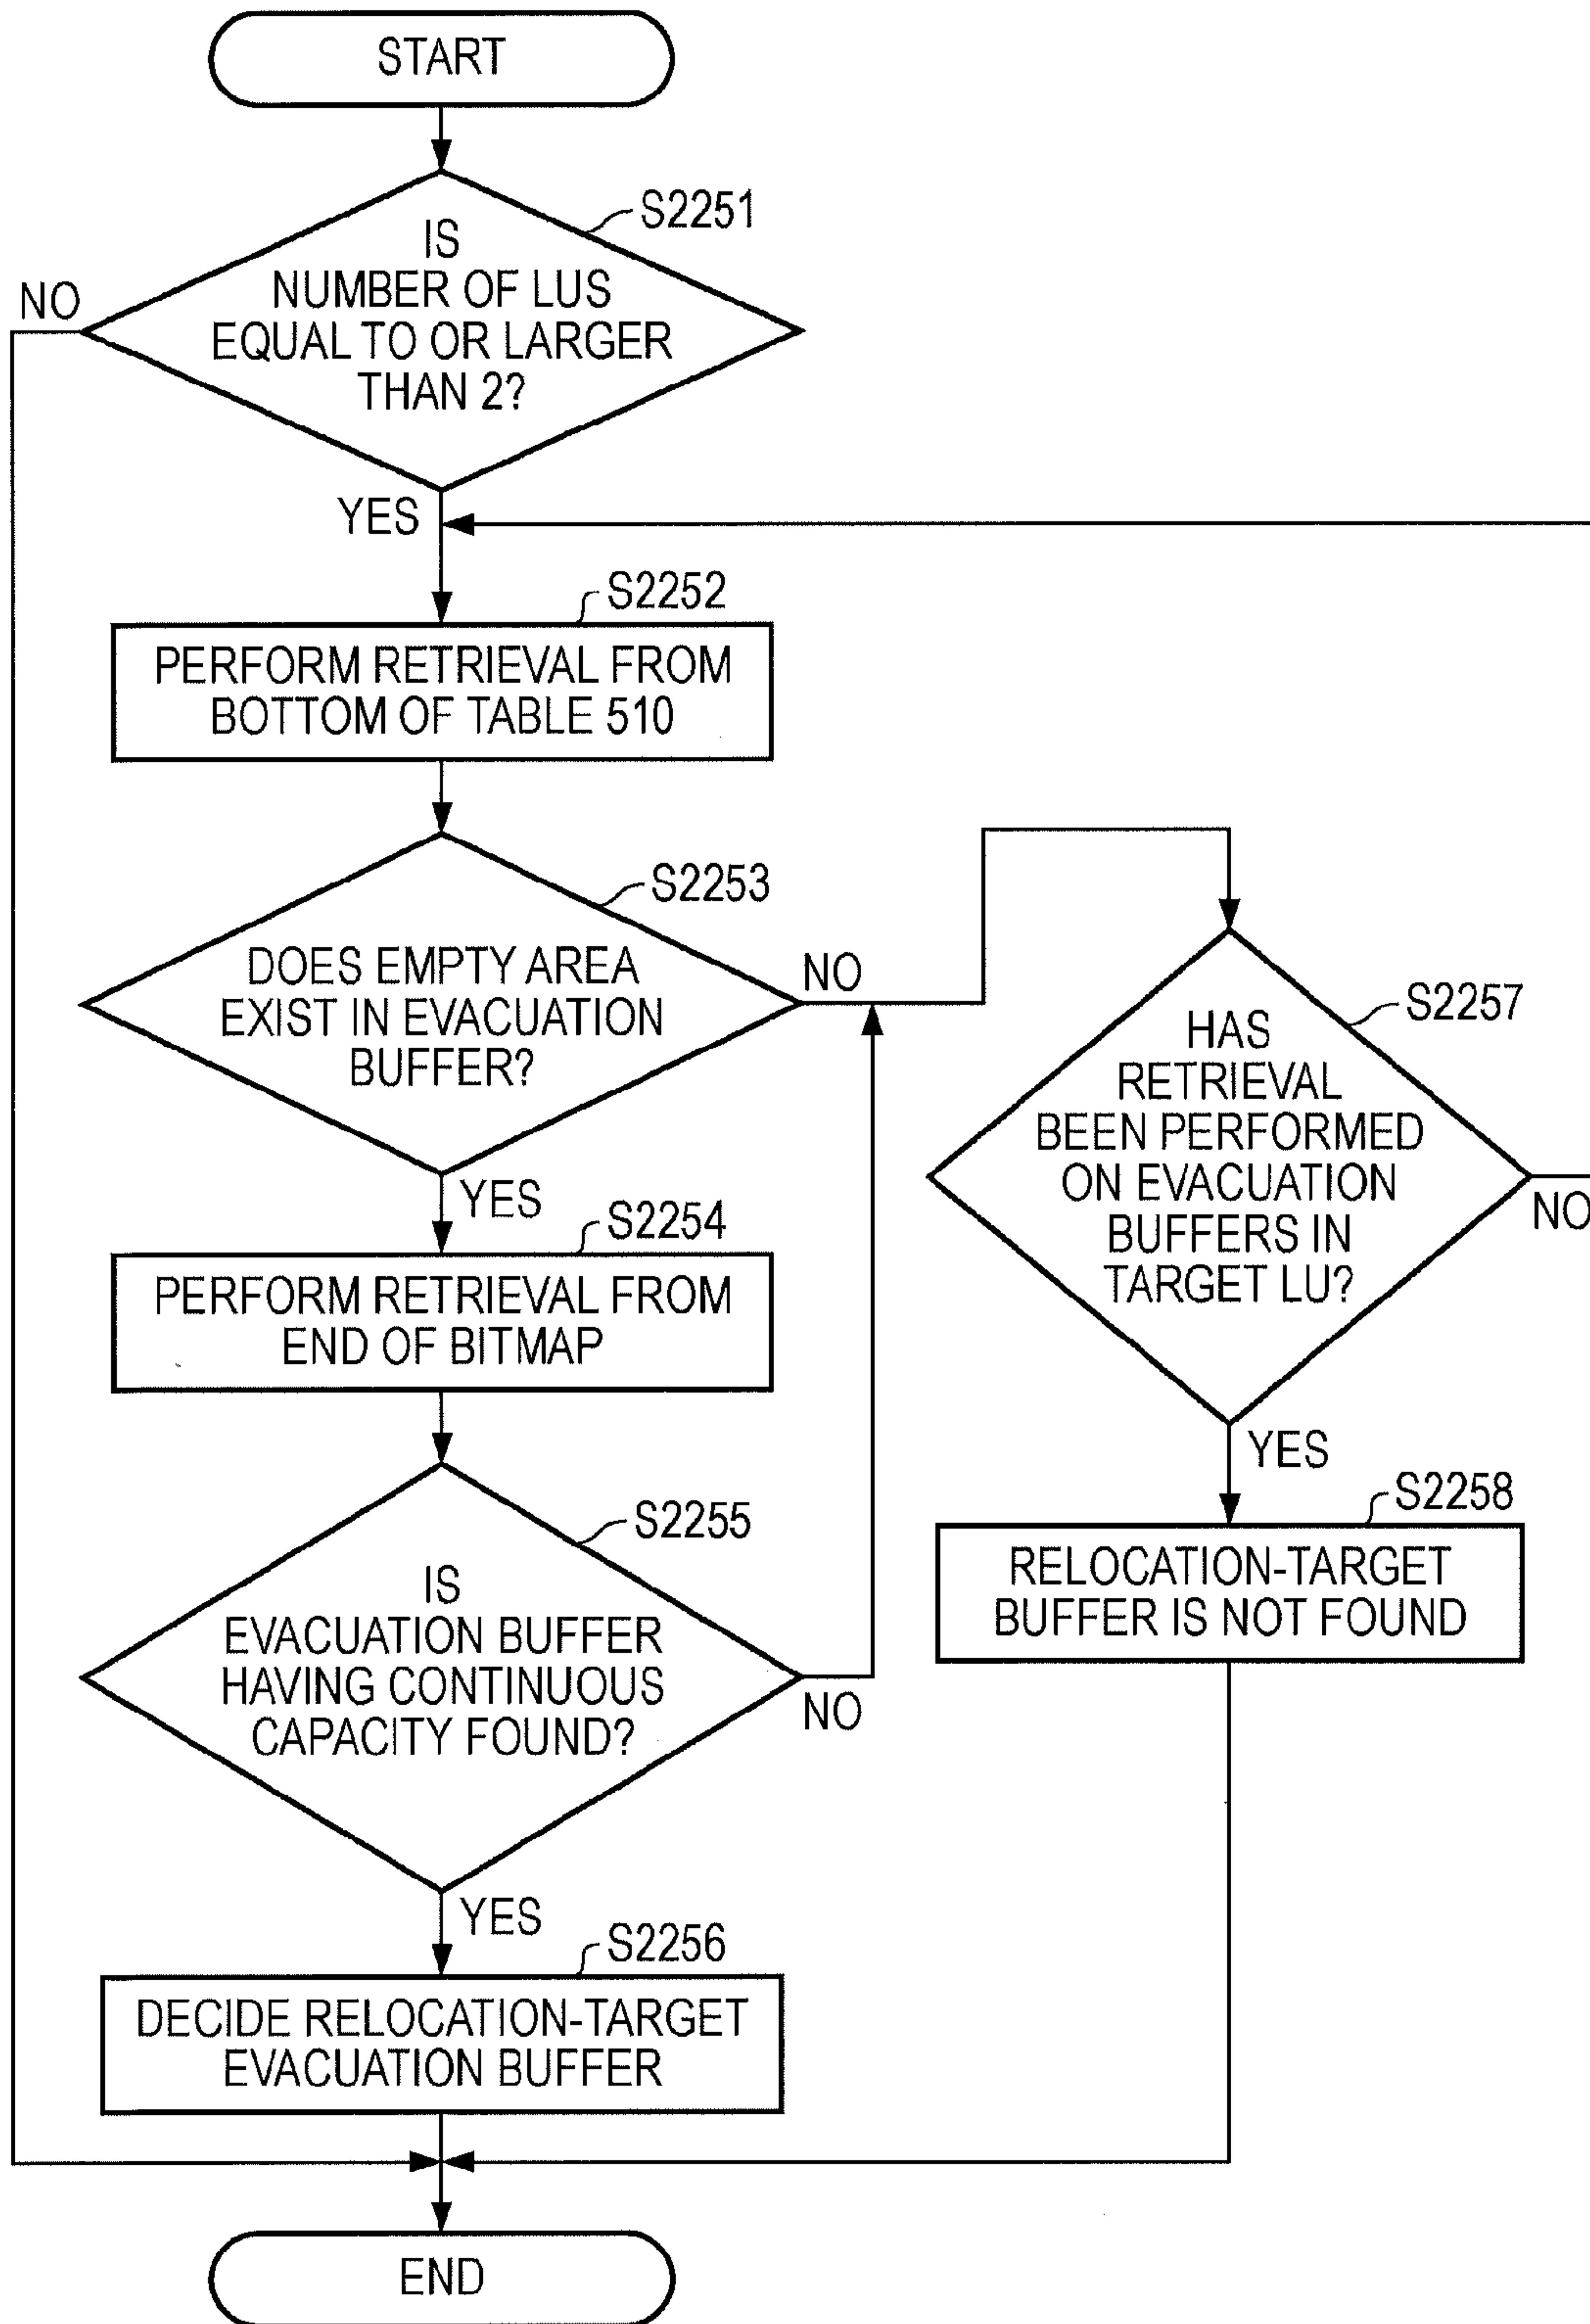 START
S2251
IS
NUMBER OF LUS
EQUAL TO OR LARGER
THAN 2?
NO
YES
S2252
PERFORM RETRIEVAL FROM
BOTTOM OF TABLE 510
S2253
DOES EMPTY AREA
EXIST IN EVACUATION
BUFFER?
NO
YES
S2254
PERFORM RETRIEVAL FROM
END OF BITMAP
S2255
IS
EVACUATION BUFFER
HAVING CONTINUOUS
CAPACITY FOUND?
NO
YES
S2256
DECIDE RELOCATION-TARGET
EVACUATION BUFFER
S2257
HAS
RETRIEVAL
BEEN PERFORMED
ON EVACUATION
BUFFERS IN
TARGET LU?
NO
YES
S2258
RELOCATION-TARGET
BUFFER IS NOT FOUND
END